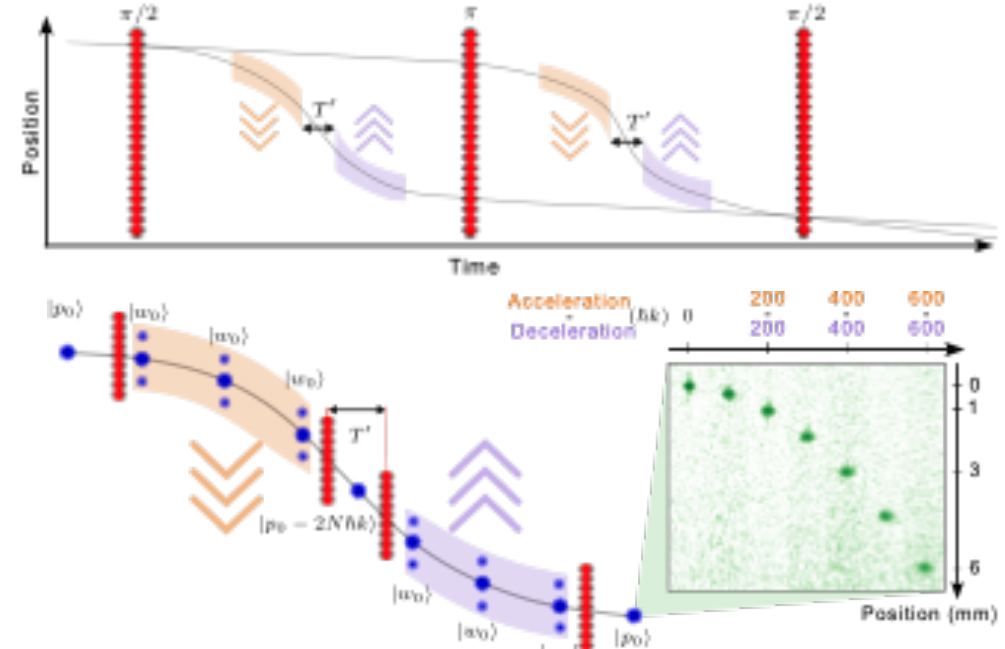 π/2
π
π/2
Position
T′
T′
Time
Acceleration 200 400 600
- (ħk) 0
Deceleration 200 400 600
|p₀⟩
|w₀⟩
|w₀⟩
|w₀⟩
T′
|p₀ − 2Nħk⟩
|w₀⟩
|w₀⟩
|p₀⟩
0
1
3
6
Position (mm)